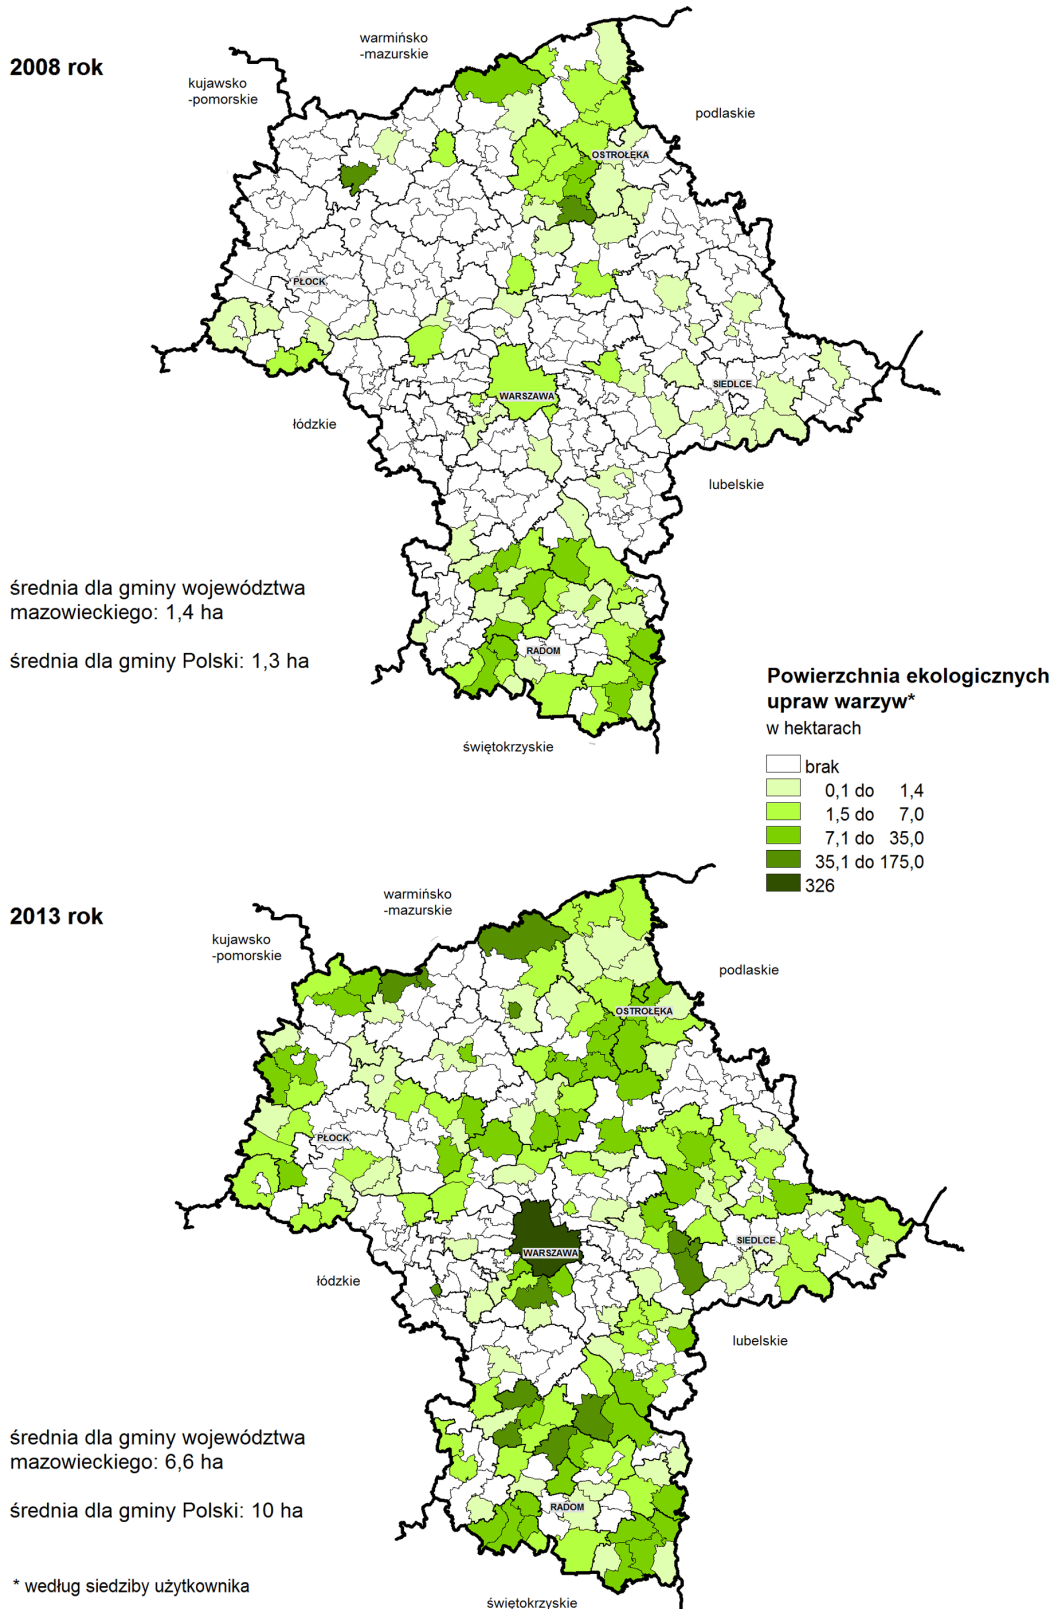 2008 rok
warmińsko
-mazurskie
kujawsko
-pomorskie
podlaskie
OSTROŁĘKA
PŁOCK
SIEDLCE
WARSZAWA
łódzkie
lubelskie
średnia dla gminy województwa
mazowieckiego: 1,4 ha
średnia dla gminy Polski: 1,3 ha
RADOM
świętokrzyskie
Powierzchnia ekologicznych
upraw warzyw*
w hektarach
brak
0,1 do 1,4
1,5 do 7,0
7,1 do 35,0
35,1 do 175,0
326
2013 rok
warmińsko
-mazurskie
kujawsko
-pomorskie
podlaskie
OSTROŁĘKA
PŁOCK
SIEDLCE
WARSZAWA
łódzkie
lubelskie
średnia dla gminy województwa
mazowieckiego: 6,6 ha
średnia dla gminy Polski: 10 ha
RADOM
* według siedziby użytkownika
świętokrzyskie